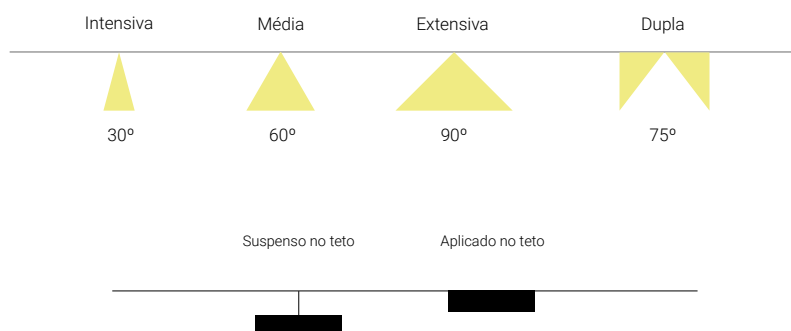 Intensiva Média Extensiva Dupla
30º 60º 90º 75º
Suspenso no teto Aplicado no teto